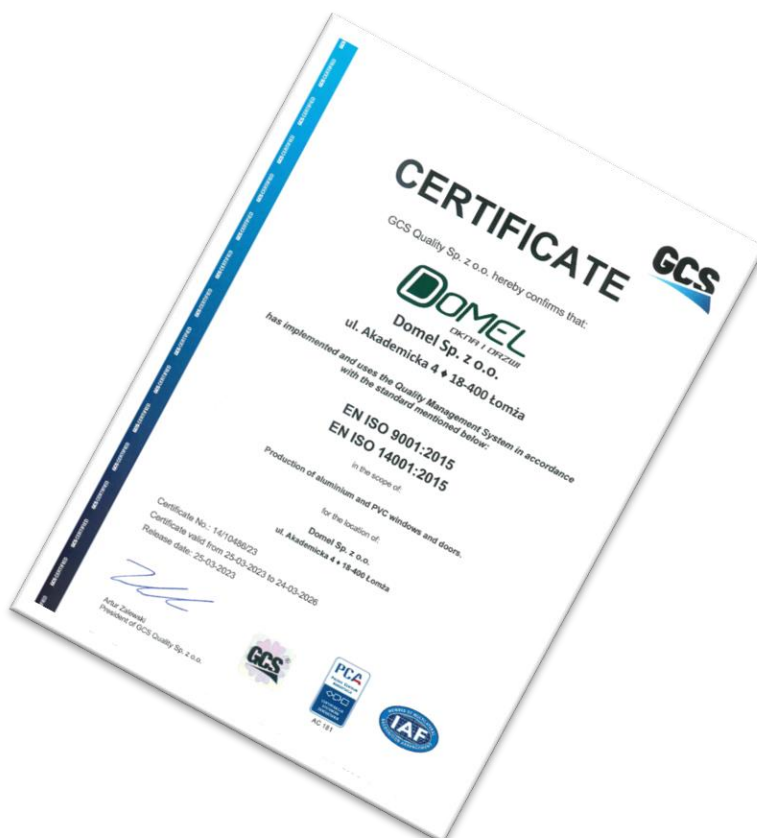 CERTIFICATE
GCS
GCS Quality Sp. z o.o. hereby confirms that:
DOMEL
OKNA I DRZWI
Domel Sp. z o.o.
ul. Akademicka 4 ♦ 18-400 Łomża
has implemented and uses the Quality Management System in accordance
with the standard mentioned below:
EN ISO 9001:2015
EN ISO 14001:2015
in the scope of:
Production of aluminium and PVC windows and doors.
for the location of:
Domel Sp. z o.o.
ul. Akademicka 4 ♦ 18-400 Łomża
Certificate No.: 14/10486/23
Certificate valid from 25-03-2023 to 24-03-2026
Release date: 25-03-2023
Artur Zalewski
President of GCS Quality Sp. z o.o.
GCS
PCA
AC 181
IAF